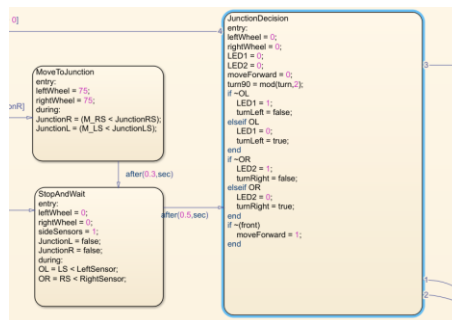 0]
onR]
MoveToJunction
entry:
leftWheel = 75;
rightWheel = 75;
during:
JunctionR = (M_RS < JunctionRS);
JunctionL = (M_LS < JunctionLS);
after(0.3,sec)
StopAndWait
entry:
leftWheel = 0;
rightWheel = 0;
sideSensors = 1;
JunctionL = false;
JunctionR = false;
during:
OL = LS < LeftSensor;
OR = RS < RightSensor;
after(0.5,sec)
4
JunctionDecision
entry:
leftWheel = 0;
rightWheel = 0;
LED1 = 0;
LED2 = 0;
moveForward = 0;
turn90 = mod(turn,2);
if ~OL
LED1 = 1;
turnLeft = false;
elseif OL
LED1 = 0;
turnLeft = true;
end
if ~OR
LED2 = 1;
turnRight = false;
elseif OR
LED2 = 0;
turnRight = true;
end
if ~(front)
moveForward = 1;
end
3
1
2